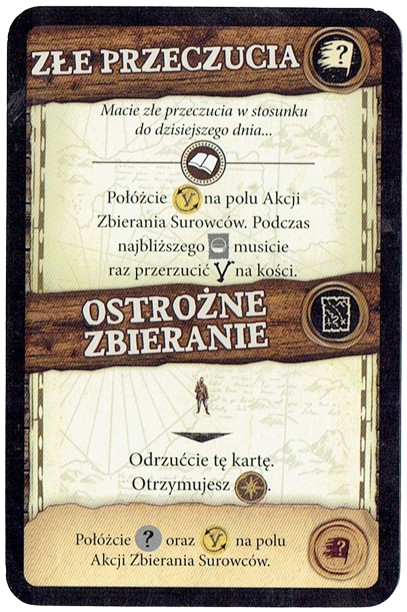 ZŁE PRZECZUCIA
?
Macie złe przeczucia w stosunku
do dzisiejszego dnia...
Połóżcie na polu Akcji
Zbierania Surowców. Podczas
najbliższego musicie
raz przerzucić na kości.
OSTROŻNE
ZBIERANIE
Odrzućcie tę kartę.
Otrzymujesz .
Połóżcie ? oraz na polu
Akcji Zbierania Surowców.
?